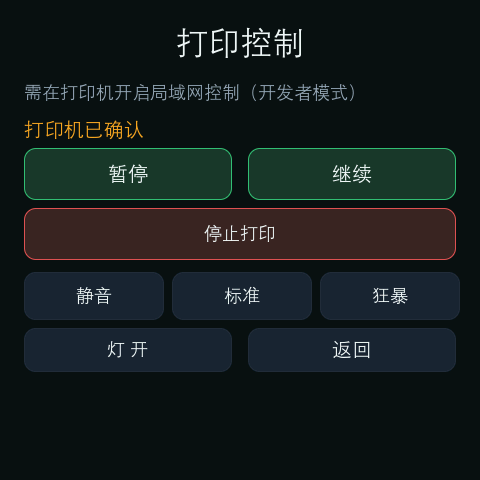 打印控制
需在打印机开启局域网控制（开发者模式）
打印机已确认
暂停 继续
停止打印
静音 标准 狂暴
灯 开 返回